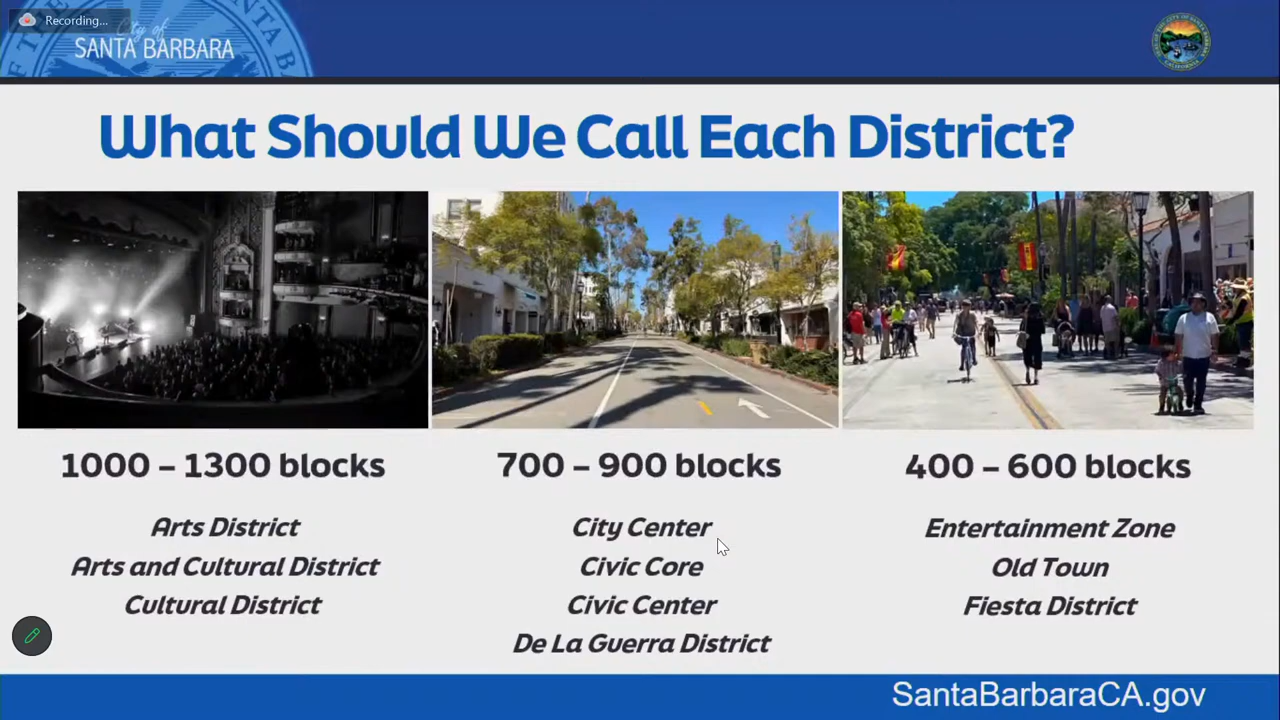 Recording...
City of
SANTA BARBARA
What Should We Call Each District?
1000 – 1300 blocks
Arts District
Arts and Cultural District
Cultural District
700 – 900 blocks
City Center
Civic Core
Civic Center
De La Guerra District
400 – 600 blocks
Entertainment Zone
Old Town
Fiesta District
SantaBarbaraCA.gov